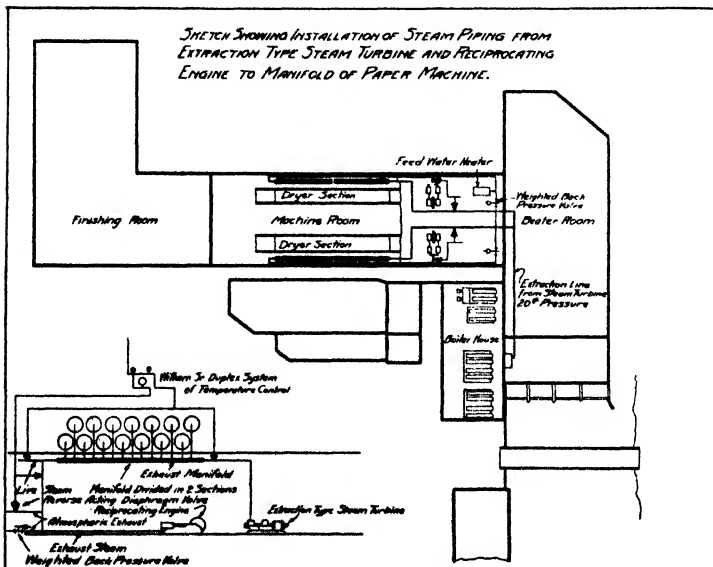 SKETCH SHOWING INSTALLATION OF STEAM PIPING FROM
EXTRACTION TYPE STEAM TURBINE AND RECIPROCATING
ENGINE TO MANIFOLD OF PAPER MACHINE.
Feed Water Heater
Dryer Section
Weighted Back
Pressure Valve
Finishing Room
Machine Room
Beater Room
Dryer Section
Extraction Line
from Steam Turbine
20# Pressure
Boiler House
Duplex System
of Temperature Control
Exhaust Manifold
Live Steam
Manifold Divided in 2 Sections
Reverse Acting Diaphragm Valve
Reciprocating Engine
Atmospheric Exhaust
Extraction Type Steam Turbine
Exhaust Steam
Weighted Back Pressure Valve